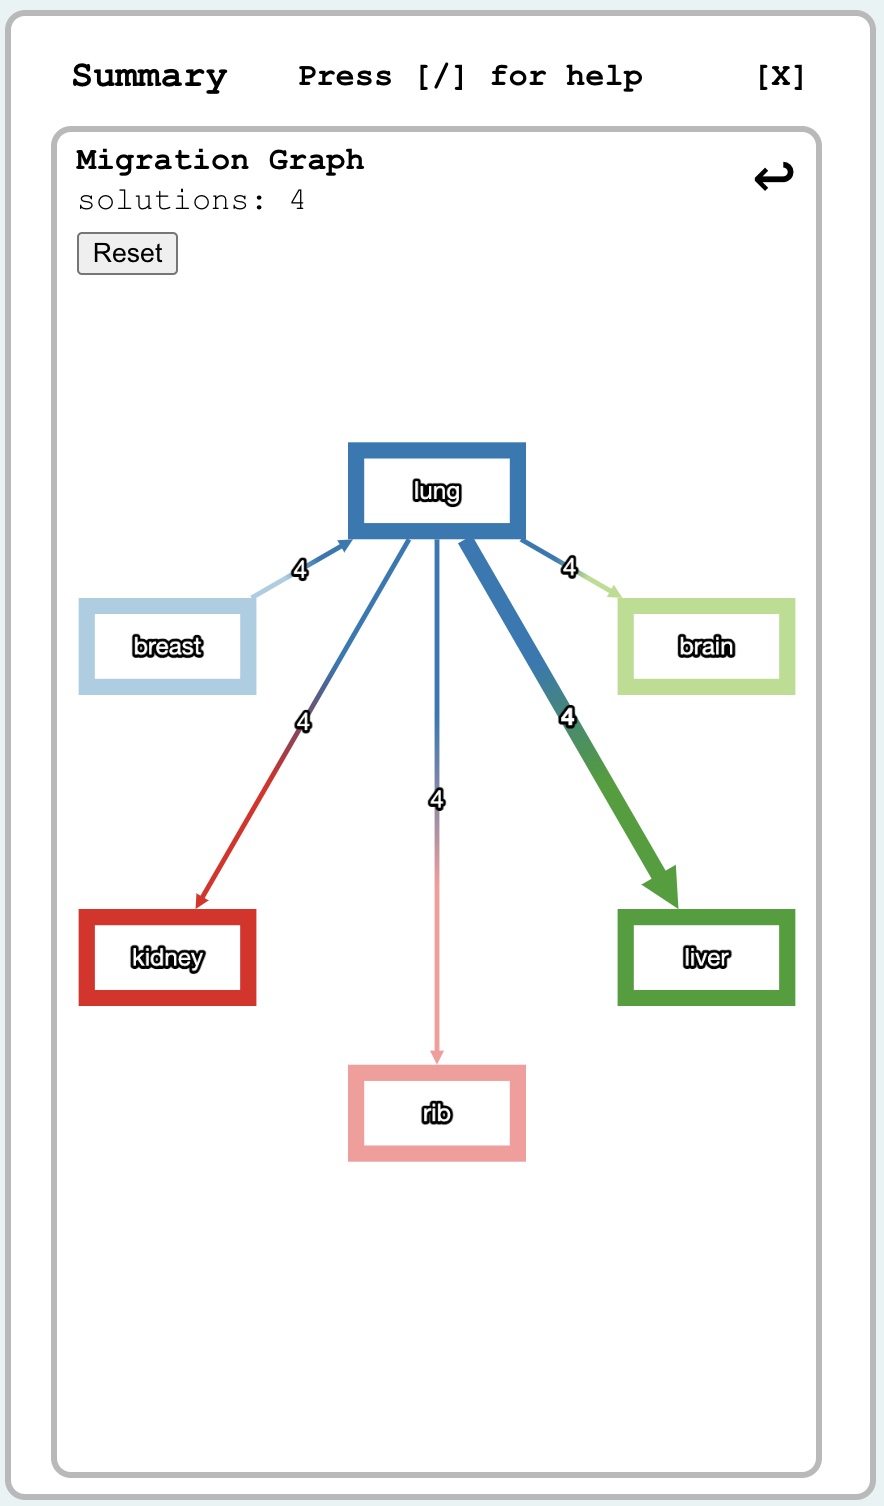 Summary Press [/] for help [X]
Migration Graph
↩
solutions: 4
Reset
lung
4 4
breast brain
4 4
4
kidney liver
rib